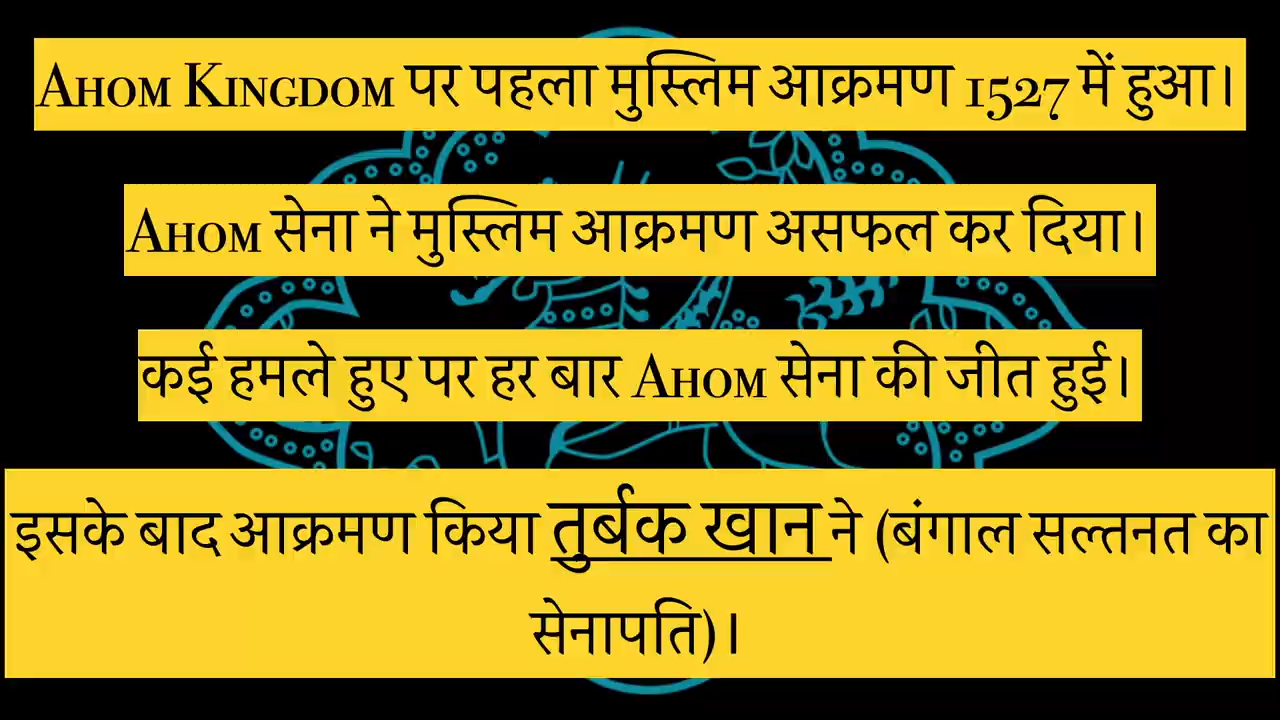 Ahom Kingdom पर पहला मुस्लिम आक्रमण 1527 में हुआ।
Ahom सेना ने मुस्लिम आक्रमण असफल कर दिया।
कई हमले हुए पर हर बार Ahom सेना की जीत हुई।
इसके बाद आक्रमण किया तुर्बक खान ने (बंगाल सल्तनत का
सेनापति)।